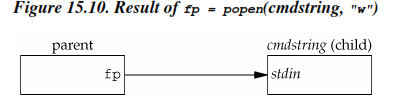 Figure 15.10. Result of fp = popen(cmdstring, "w")
parent cmdstring (child)
fp stdin